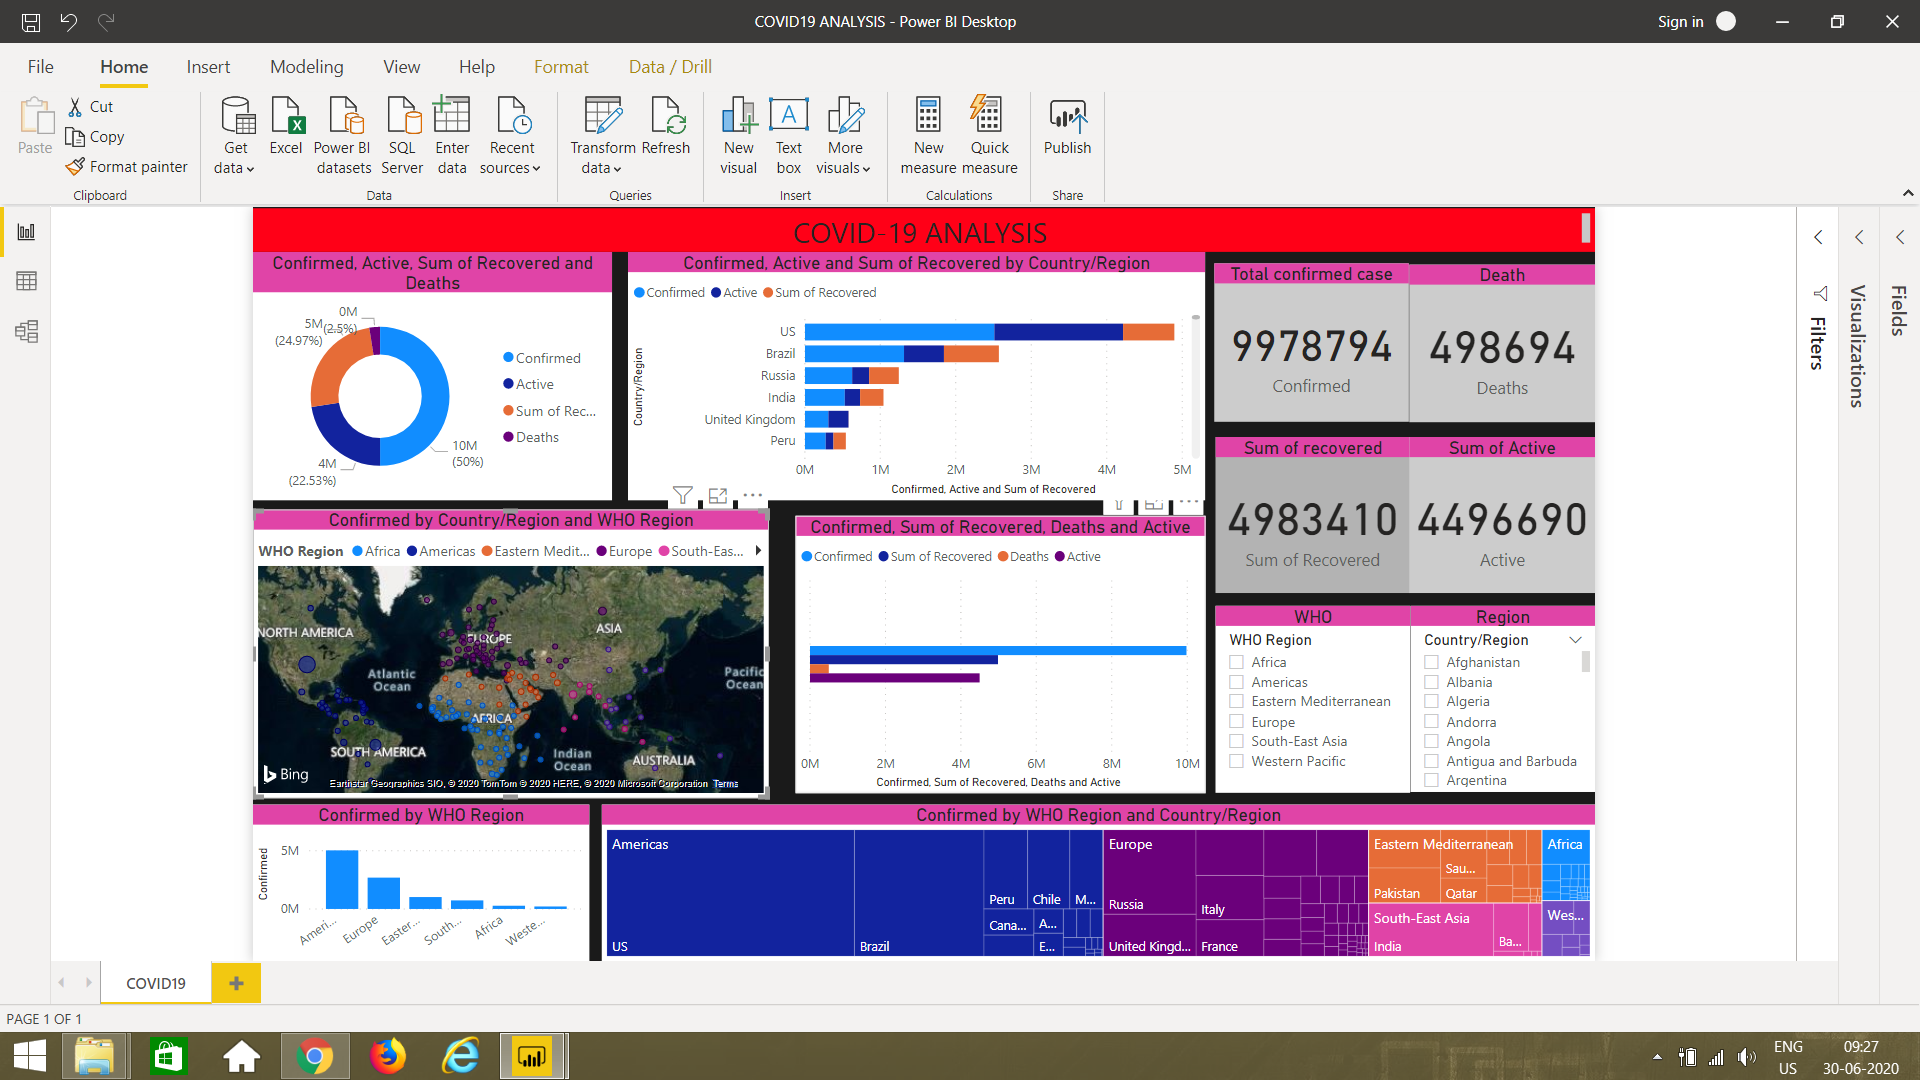 COVID19 ANALYSIS - Power BI Desktop
Sign in
File Home Insert Modeling View Help Format Data / Drill
Paste
Cut
Copy
Format painter
Clipboard
Get data
Excel
Power BI datasets
SQL Server
Enter data
Recent sources
Data
Transform data
Refresh
Queries
New visual
Text box
More visuals
Insert
New measure
Quick measure
Calculations
Publish
Share
COVID-19 ANALYSIS
Confirmed, Active, Sum of Recovered and
Deaths
0M
(2.5%)
5M
(24.97%)
10M
(50%)
4M
(22.53%)
Confirmed
Active
Sum of Rec...
Deaths
Confirmed, Active and Sum of Recovered by Country/Region
Confirmed Active Sum of Recovered
Country/Region
US
Brazil
Russia
India
United Kingdom
Peru
0M 1M 2M 3M 4M 5M
Confirmed, Active and Sum of Recovered
Total confirmed case
9978794
Confirmed
Death
498694
Deaths
Sum of recovered
4983410
Sum of Recovered
Sum of Active
4496690
Active
Filters
Visualizations
Fields
Confirmed by Country/Region and WHO Region
WHO Region Africa Americas Eastern Medit... Europe South-Eas...
NORTH AMERICA
EUROPE
ASIA
Atlantic
Ocean
Pacific
Ocean
AFRICA
SOUTH AMERICA
Indian
Ocean
AUSTRALIA
Bing
Earthstar Geographics SIO, © 2020 TomTom © 2020 HERE, © 2020 Microsoft Corporation Terms
Confirmed, Sum of Recovered, Deaths and Active
Confirmed Sum of Recovered Deaths Active
0M 2M 4M 6M 8M 10M
Confirmed, Sum of Recovered, Deaths and Active
WHO
WHO Region
Africa
Americas
Eastern Mediterranean
Europe
South-East Asia
Western Pacific
Region
Country/Region
Afghanistan
Albania
Algeria
Andorra
Angola
Antigua and Barbuda
Argentina
Confirmed by WHO Region
Confirmed
5M
0M
Ameri... Europe Easter... South... Africa Weste...
Confirmed by WHO Region and Country/Region
Americas
US
Brazil
Peru
Chile
M...
Cana...
A...
E...
Europe
Russia
United Kingd...
Italy
France
Eastern Mediterranean
Sau...
Pakistan
Qatar
South-East Asia
India
Ba...
Africa
Wes...
COVID19
PAGE 1 OF 1
ENG
US
09:27
30-06-2020